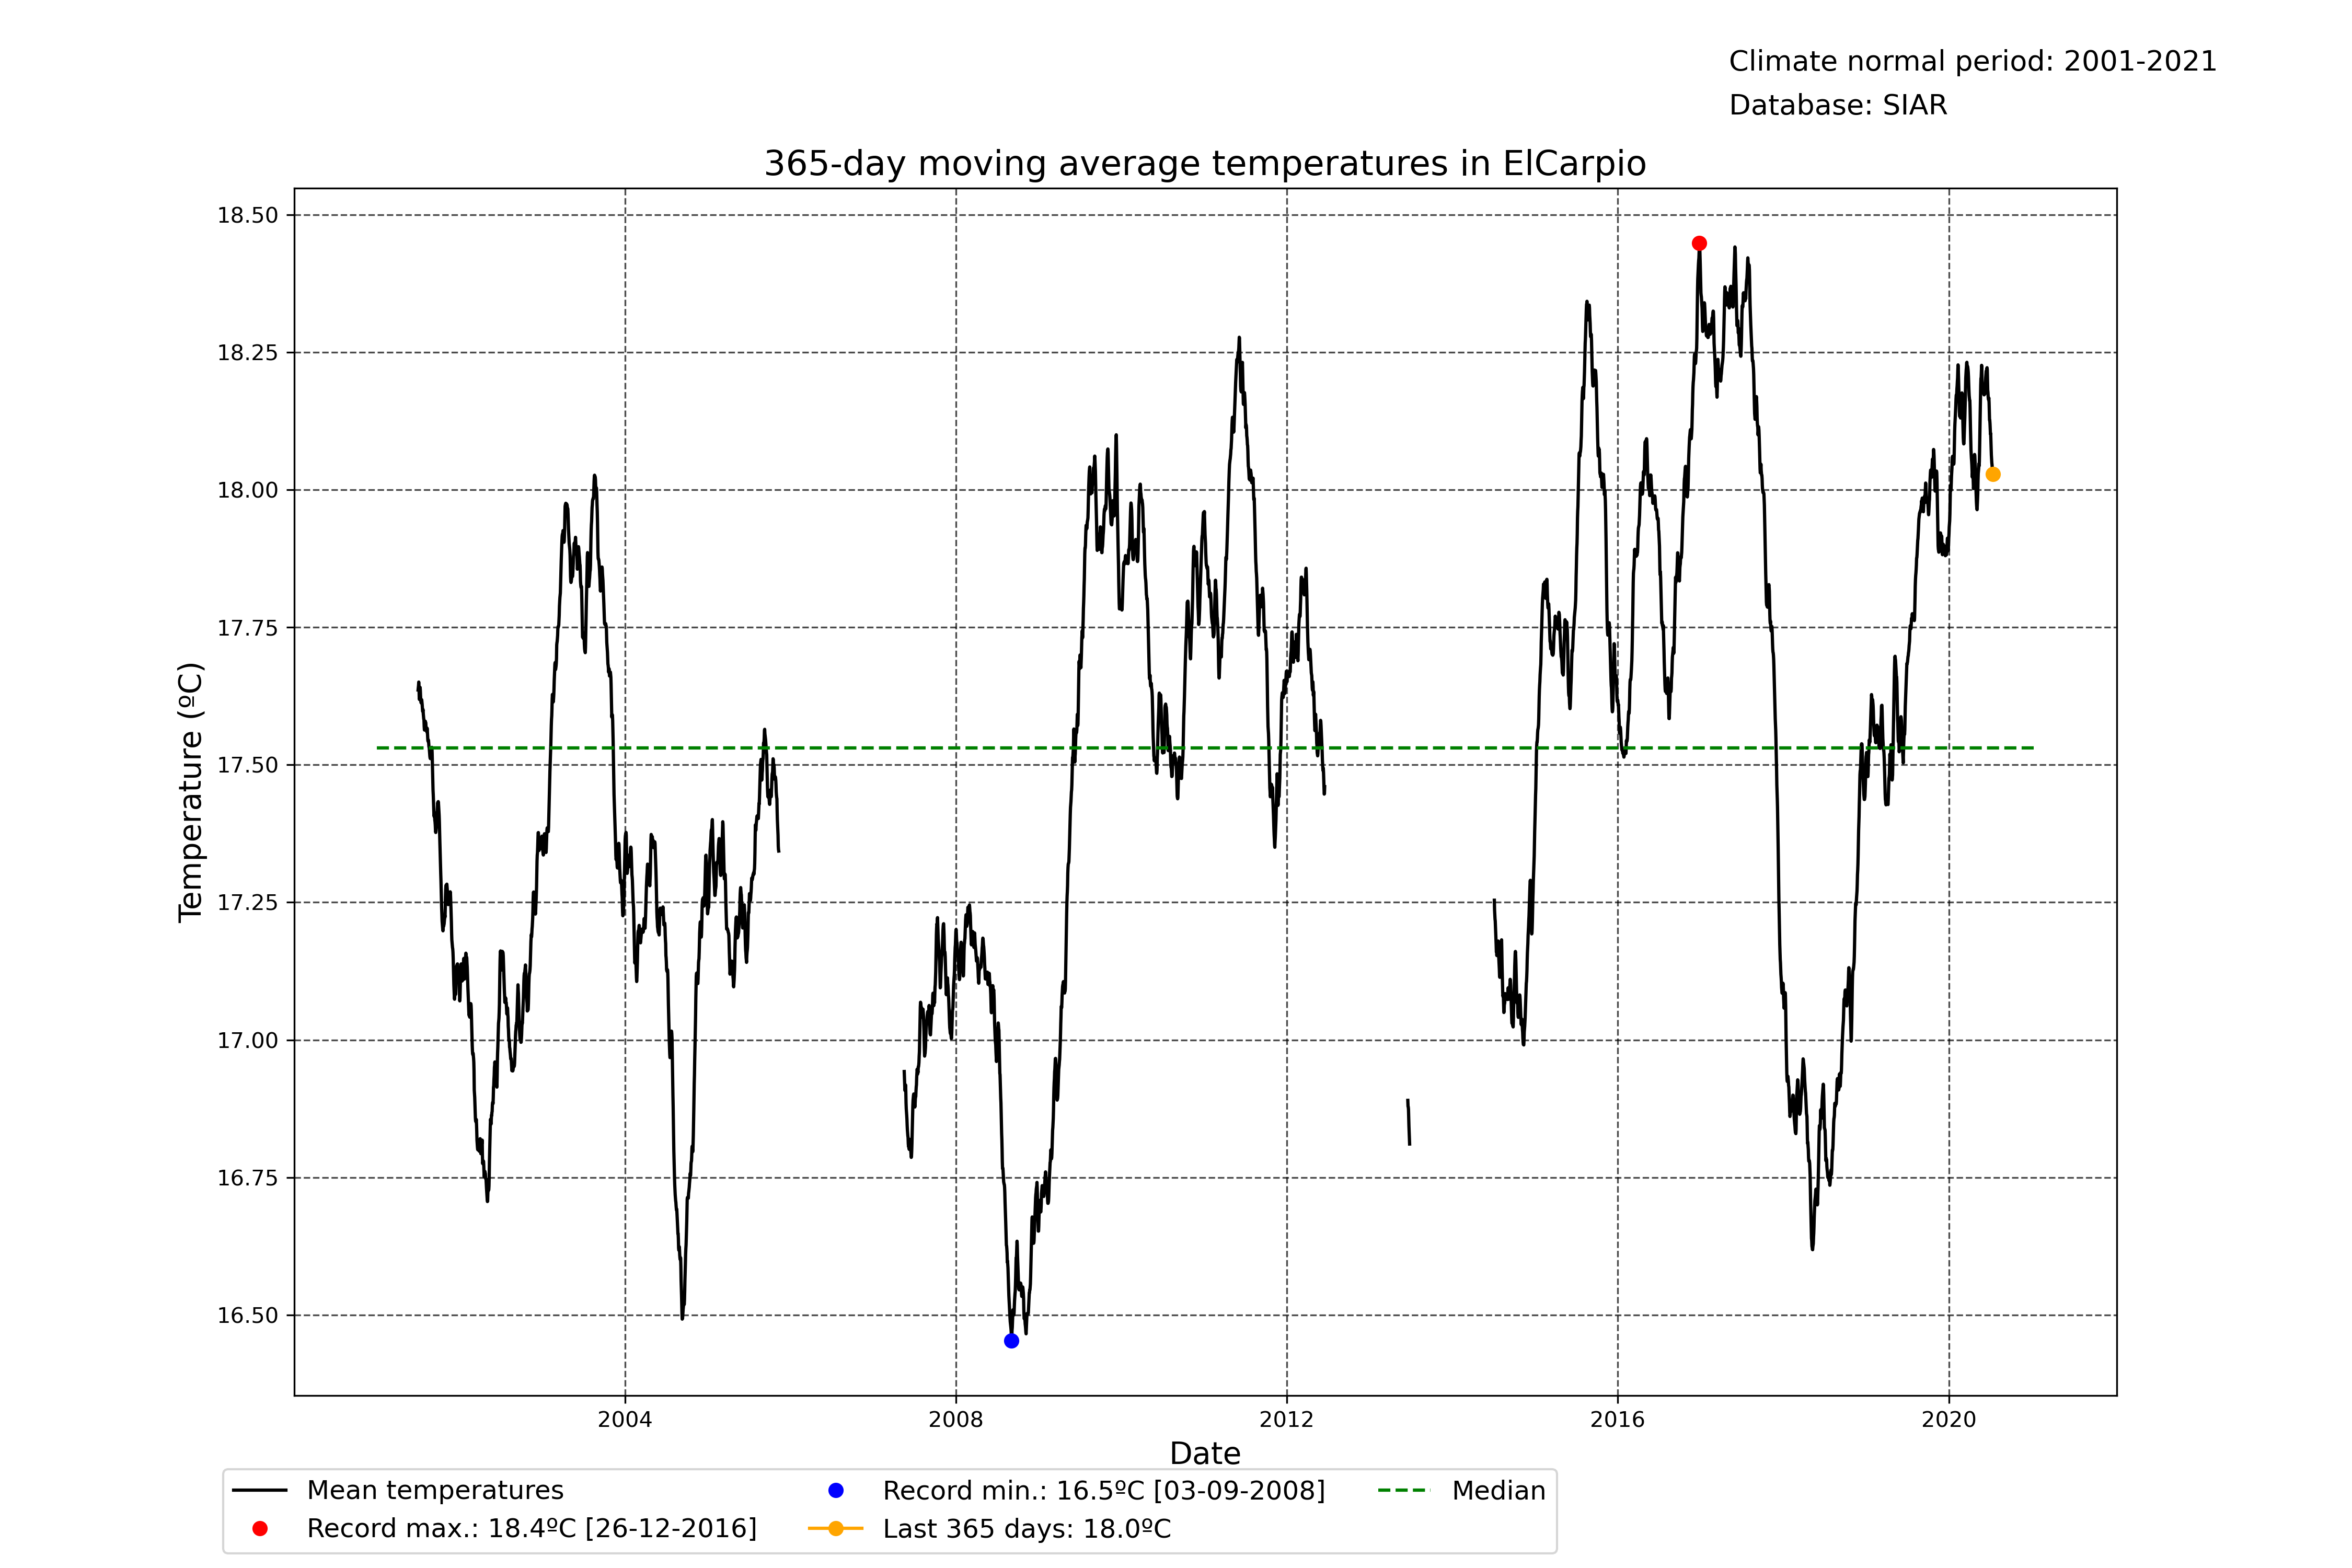 Climate normal period: 2001-2021
Database: SIAR
365-day moving average temperatures in ElCarpio
18.50
18.25
18.00
17.75
17.50
17.25
17.00
16.75
16.50
Temperature (ºC)
2004 2008 2012 2016 2020
Date
Mean temperatures
Record max.: 18.4ºC [26-12-2016]
Record min.: 16.5ºC [03-09-2008]
Last 365 days: 18.0ºC
Median